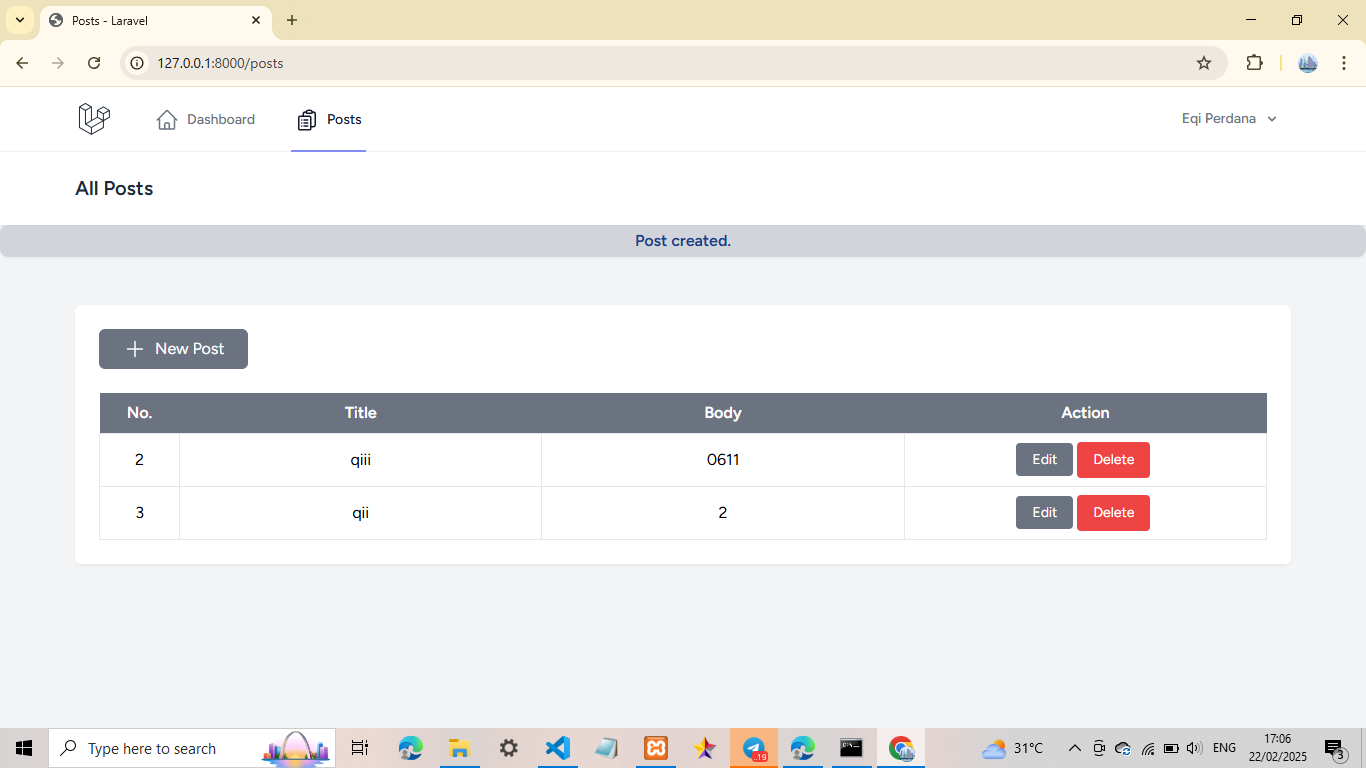 Posts - Laravel
127.0.0.1:8000/posts
Dashboard
Posts
Eqi Perdana
All Posts
Post created.
New Post
No. Title Body Action
2 qiii 0611 Edit Delete
3 qii 2 Edit Delete
Type here to search
..19
31°C
ENG
17:06
22/02/2025
3